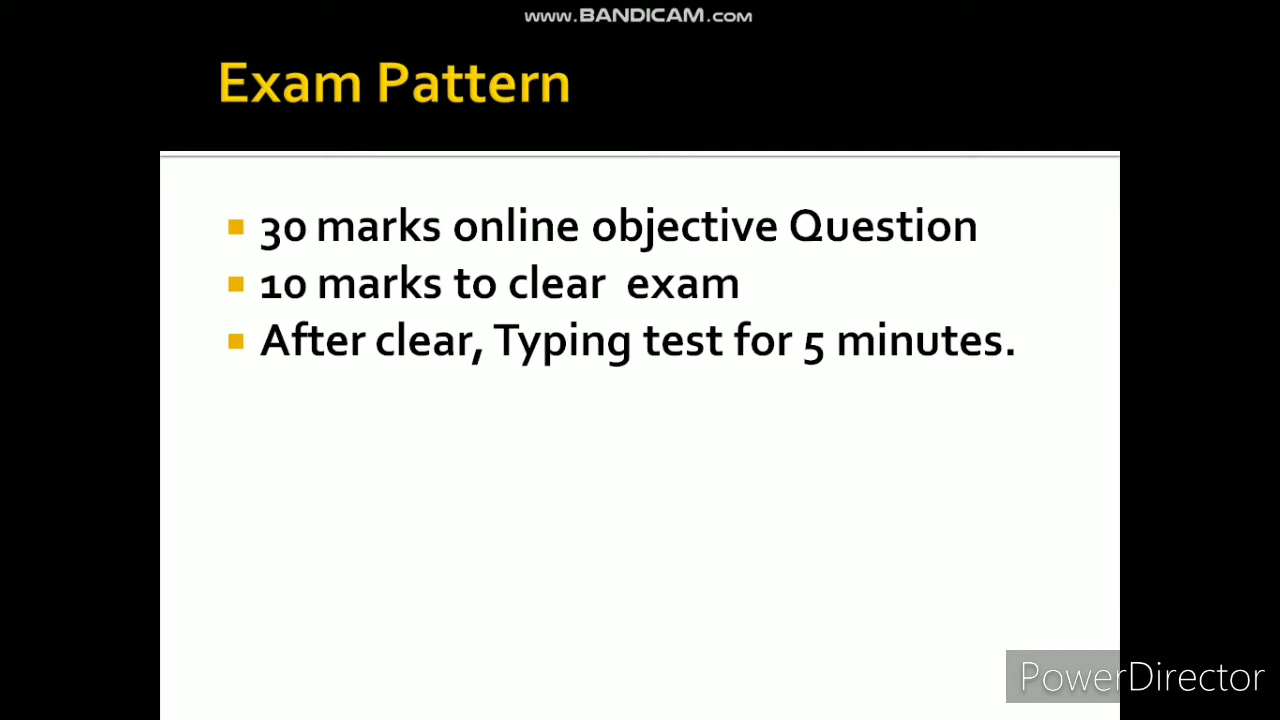 www.BANDICAM.com
Exam Pattern
30 marks online objective Question
10 marks to clear exam
After clear, Typing test for 5 minutes.
PowerDirector